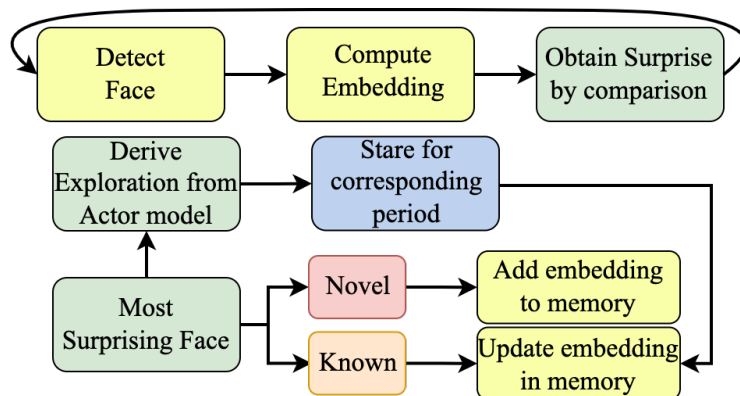 Detect
Face
Compute
Embedding
Obtain Surprise
by comparison
Derive
Exploration from
Actor model
Stare for
corresponding
period
Most
Surprising Face
Novel
Add embedding
to memory
Known
Update embedding
in memory